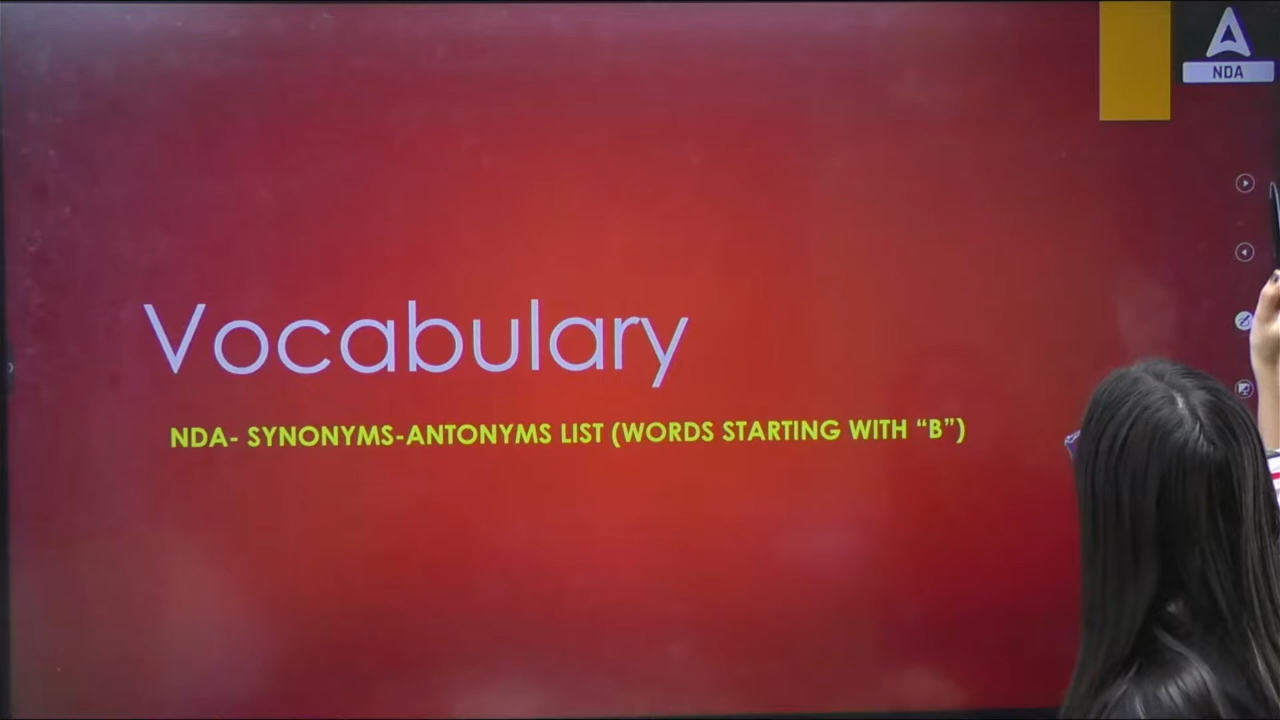 NDA
Vocabulary
NDA- SYNONYMS-ANTONYMS LIST (WORDS STARTING WITH “B”)